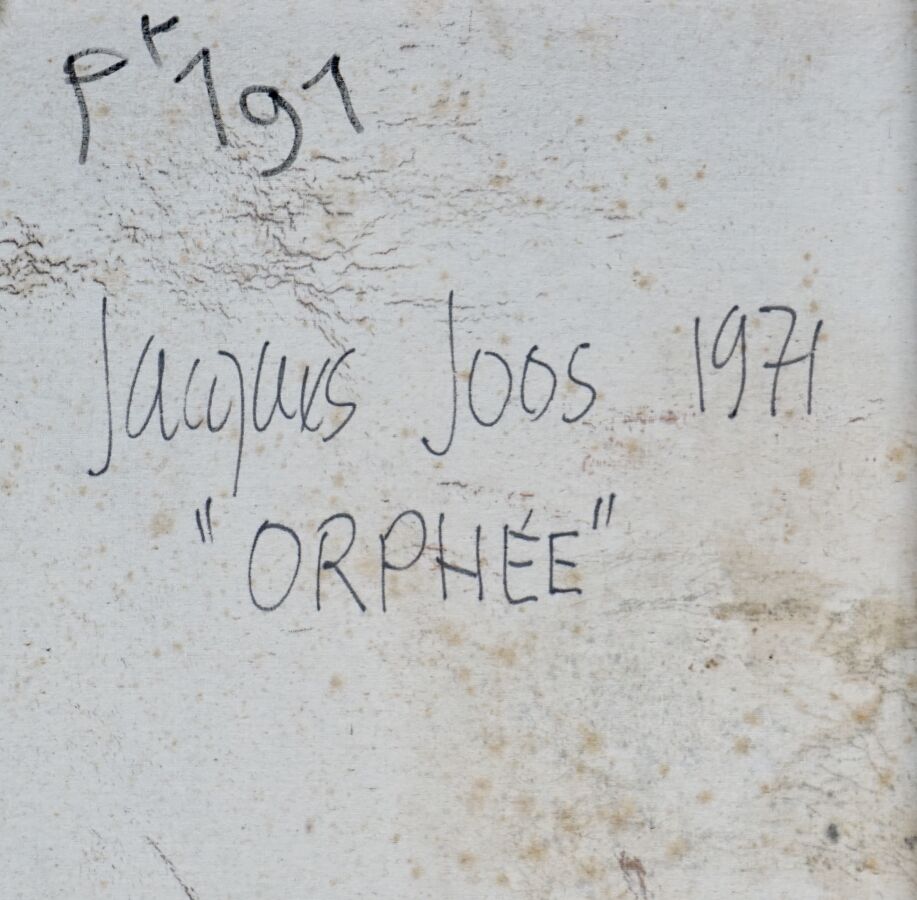 Pr 191
Jacques Joos 1971
"ORPHÉE"